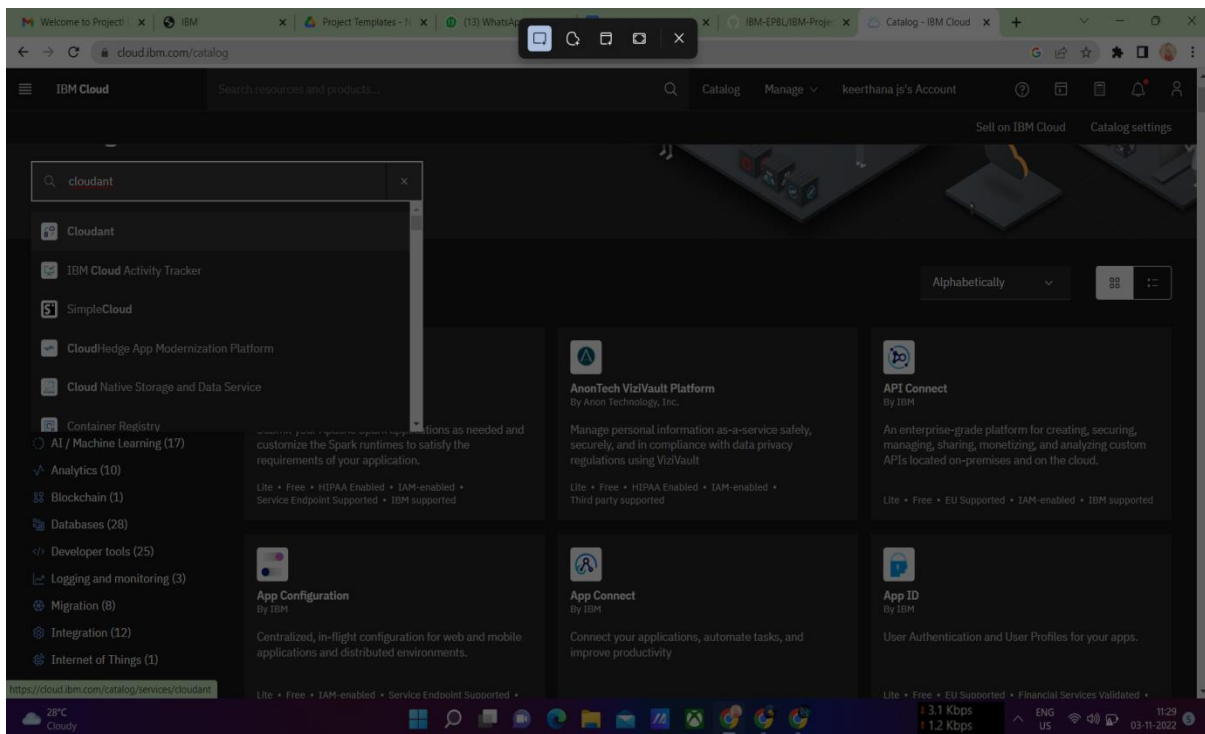 Welcome to Project!
IBM
Project Templates - N
(13) WhatsAp
IBM-EPBL/IBM-Proje
Catalog - IBM Cloud
cloud.ibm.com/catalog
IBM Cloud
Search resources and products...
Catalog
Manage
keerthana js's Account
Sell on IBM Cloud
Catalog settings
cloudant
Cloudant
IBM Cloud Activity Tracker
SimpleCloud
CloudHedge App Modernization Platform
Cloud Native Storage and Data Service
Container Registry
Alphabetically
AI / Machine Learning (17)
Analytics (10)
Blockchain (1)
Databases (28)
Developer tools (25)
Logging and monitoring (3)
Migration (8)
Integration (12)
Internet of Things (1)
customize the Spark runtimes to satisfy the
requirements of your application.
Lite • Free • HIPAA Enabled • IAM-enabled •
Service Endpoint Supported • IBM supported
AnonTech ViziVault Platform
By Anon Technology, Inc.
Manage personal information as-a-service safely,
securely, and in compliance with data privacy
regulations using ViziVault
Lite • Free • HIPAA Enabled • IAM-enabled •
Third party supported
API Connect
By IBM
An enterprise-grade platform for creating, securing,
managing, sharing, monetizing, and analyzing custom
APIs located on-premises and on the cloud.
Lite • Free • EU Supported • IAM-enabled • IBM supported
App Configuration
By IBM
Centralized, in-flight configuration for web and mobile
applications and distributed environments.
Lite • Free • IAM-enabled • Service Endpoint Supported •
App Connect
By IBM
Connect your applications, automate tasks, and
improve productivity
App ID
By IBM
User Authentication and User Profiles for your apps.
Lite • Free • EU Supported • Financial Services Validated •
https://cloud.ibm.com/catalog/services/cloudant
28°C
Cloudy
3.1 Kbps
1.2 Kbps
ENG
US
11:29
03-11-2022
5